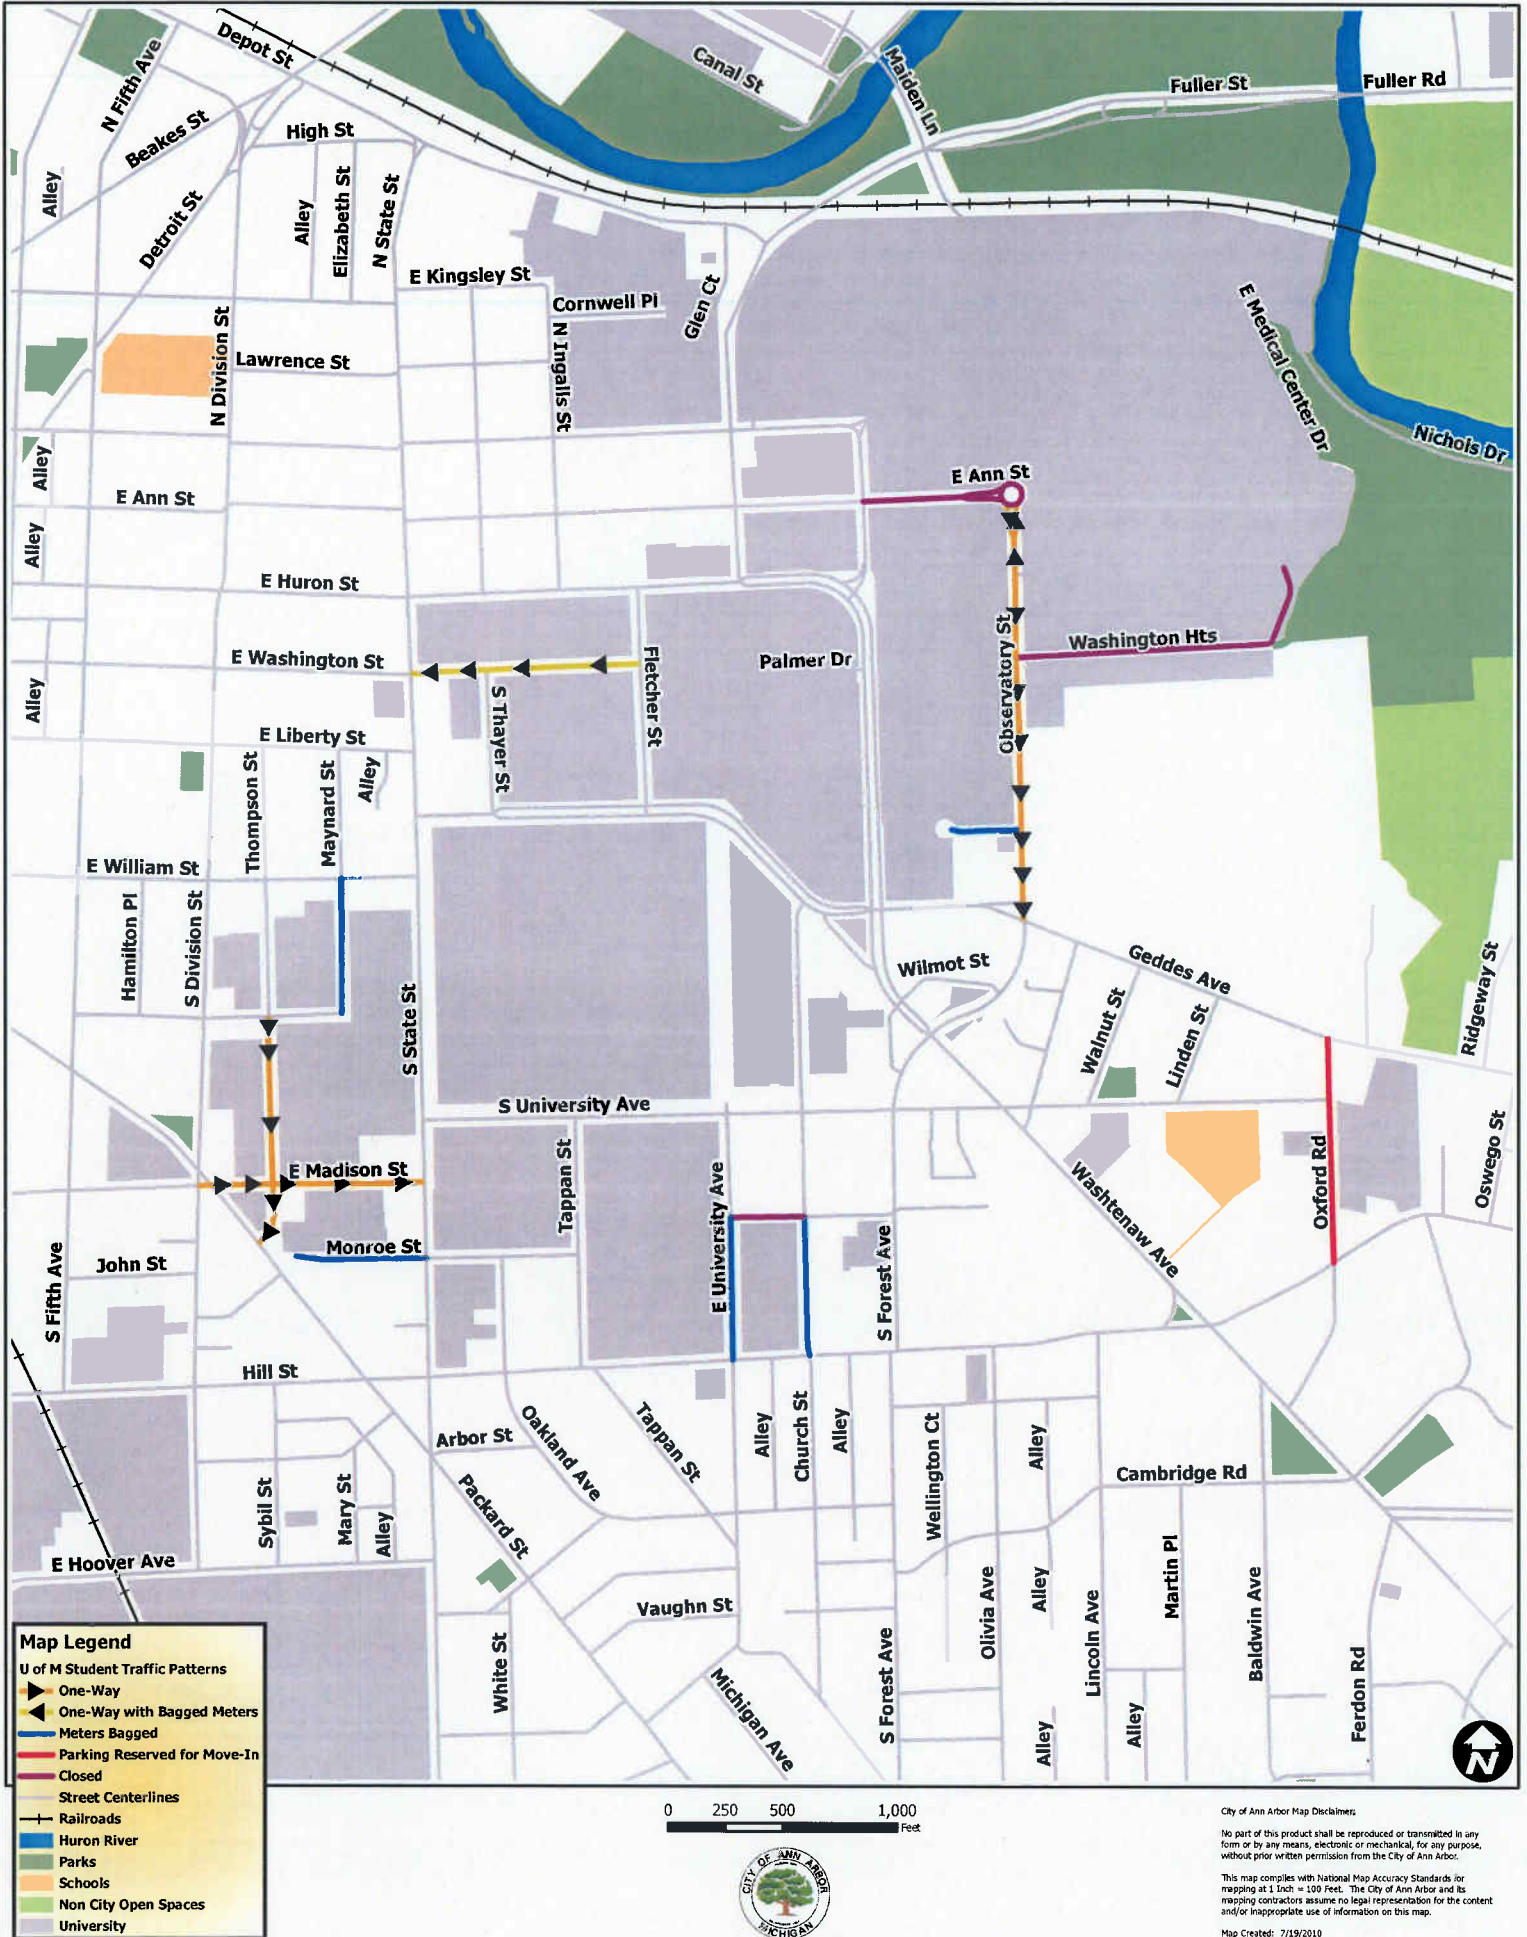 Depot St
N Fifth Ave
Canal St
Maiden Ln
Fuller St
Fuller Rd
Beakes St
High St
Alley
Detroit St
Alley
Elizabeth St
N State St
E Kingsley St
Cornwell Pl
Glen Ct
E Medical Center Dr
N Division St
Lawrence St
N Ingalls St
Nichols Dr
Alley
E Ann St
E Ann St
Alley
E Huron St
E Washington St
Fletcher St
Palmer Dr
Observatory St
Washington Hts
Alley
S Thayer St
E Liberty St
Thompson St
Maynard St
Alley
E William St
Hamilton Pl
S Division St
S State St
Wilmot St
Geddes Ave
Walnut St
Linden St
Ridgeway St
S University Ave
E Madison St
Tappan St
E University Ave
Washtenaw Ave
Oxford Rd
Oswego St
Monroe St
S Fifth Ave
John St
S Forest Ave
Hill St
Arbor St
Oakland Ave
Tappan St
Alley
Church St
Alley
Wellington Ct
Alley
Cambridge Rd
Sybil St
Mary St
Alley
Packard St
E Hoover Ave
Vaughn St
White St
Michigan Ave
S Forest Ave
Olivia Ave
Alley
Lincoln Ave
Martin Pl
Baldwin Ave
Ferdon Rd
Alley
Alley
N
Map Legend
U of M Student Traffic Patterns
One-Way
One-Way with Bagged Meters
Meters Bagged
Parking Reserved for Move-In
Closed
Street Centerlines
Railroads
Huron River
Parks
Schools
Non City Open Spaces
University
0 250 500 1,000
Feet
CITY OF ANN ARBOR
MICHIGAN
City of Ann Arbor Map Disclaimer:
No part of this product shall be reproduced or transmitted in any
form or by any means, electronic or mechanical, for any purpose,
without prior written permission from the City of Ann Arbor.
This map complies with National Map Accuracy Standards for
mapping at 1 Inch = 100 Feet. The City of Ann Arbor and its
mapping contractors assume no legal representation for the content
and/or inappropriate use of information on this map.
Map Created: 7/19/2010